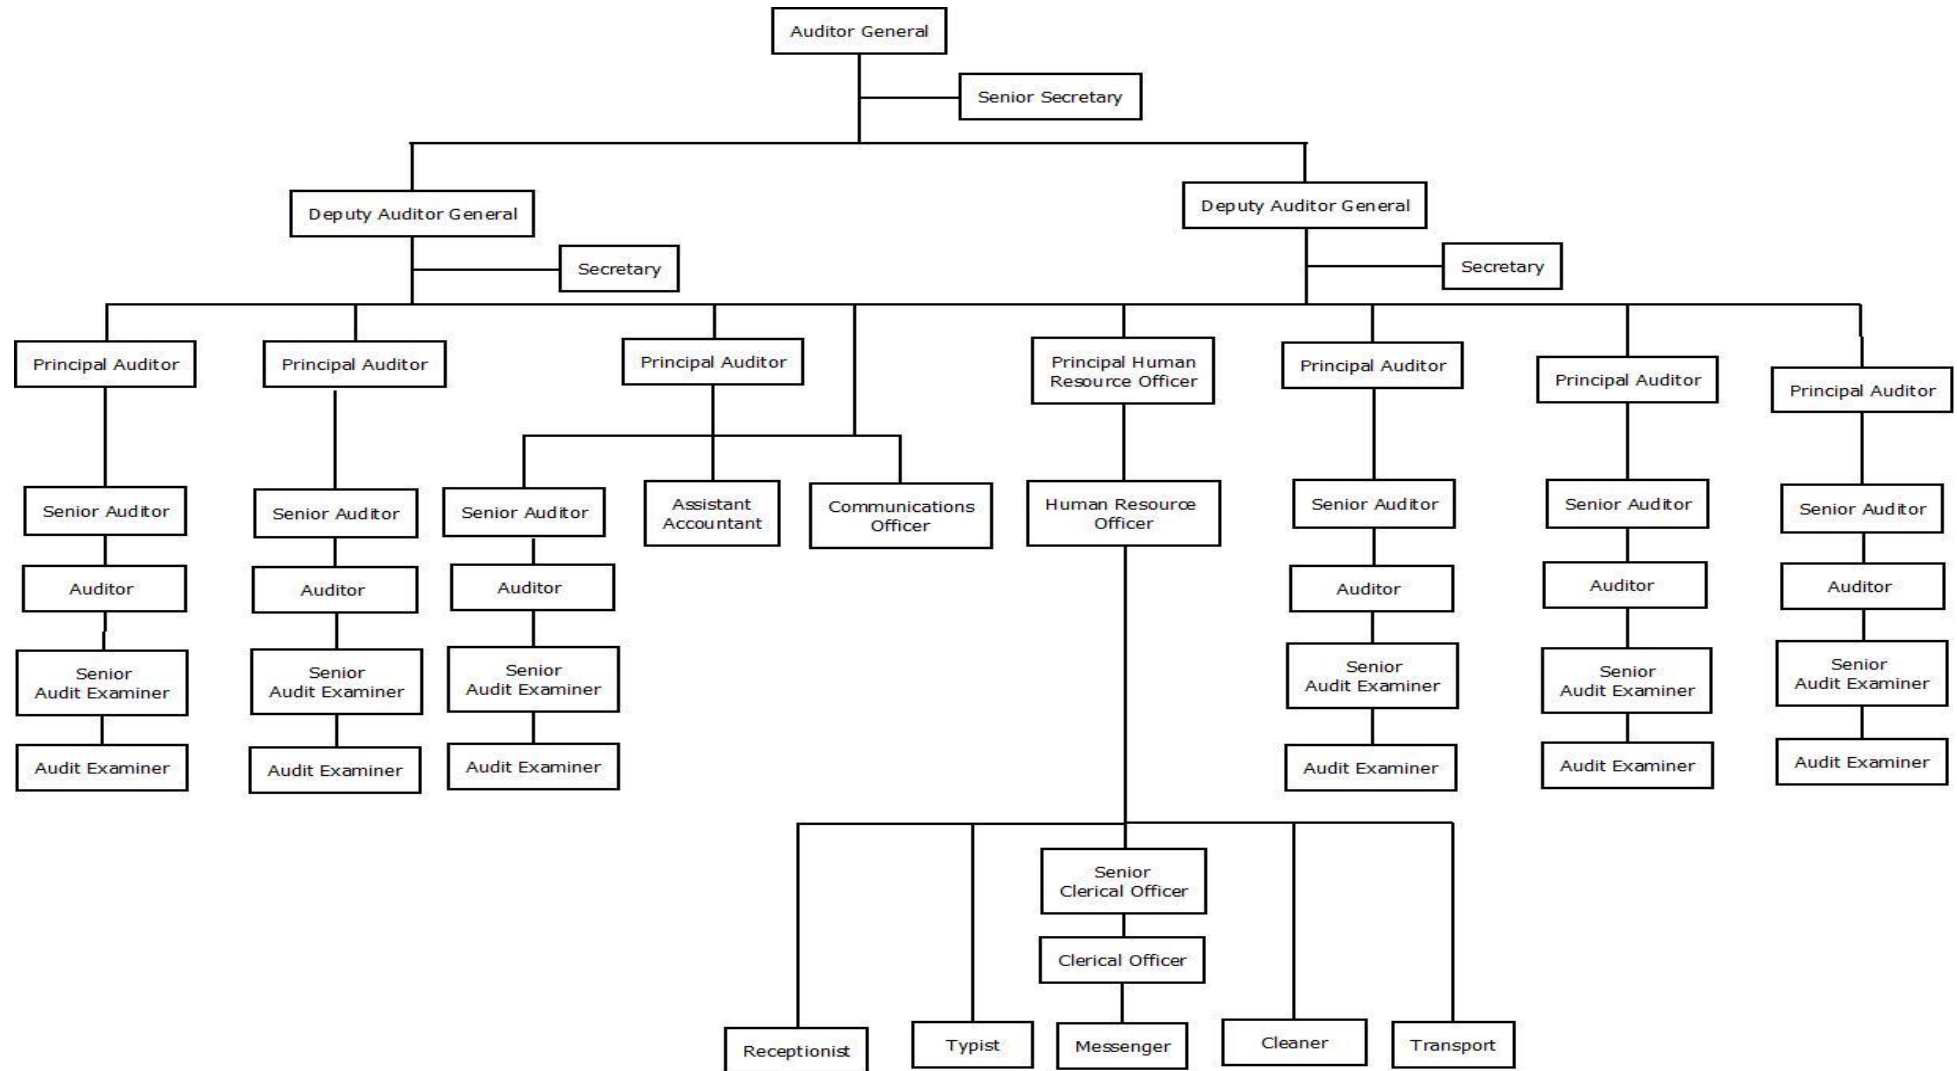 Auditor General
Senior Secretary
Deputy Auditor General
Deputy Auditor General
Secretary
Secretary
Principal Auditor
Principal Auditor
Principal Auditor
Principal Human
Resource Officer
Principal Auditor
Principal Auditor
Principal Auditor
Senior Auditor
Senior Auditor
Senior Auditor
Assistant
Accountant
Communications
Officer
Human Resource
Officer
Senior Auditor
Senior Auditor
Senior Auditor
Auditor
Auditor
Auditor
Auditor
Auditor
Auditor
Senior
Audit Examiner
Senior
Audit Examiner
Senior
Audit Examiner
Senior
Audit Examiner
Senior
Audit Examiner
Senior
Audit Examiner
Audit Examiner
Audit Examiner
Audit Examiner
Audit Examiner
Audit Examiner
Audit Examiner
Senior
Clerical Officer
Clerical Officer
Receptionist
Typist
Messenger
Cleaner
Transport